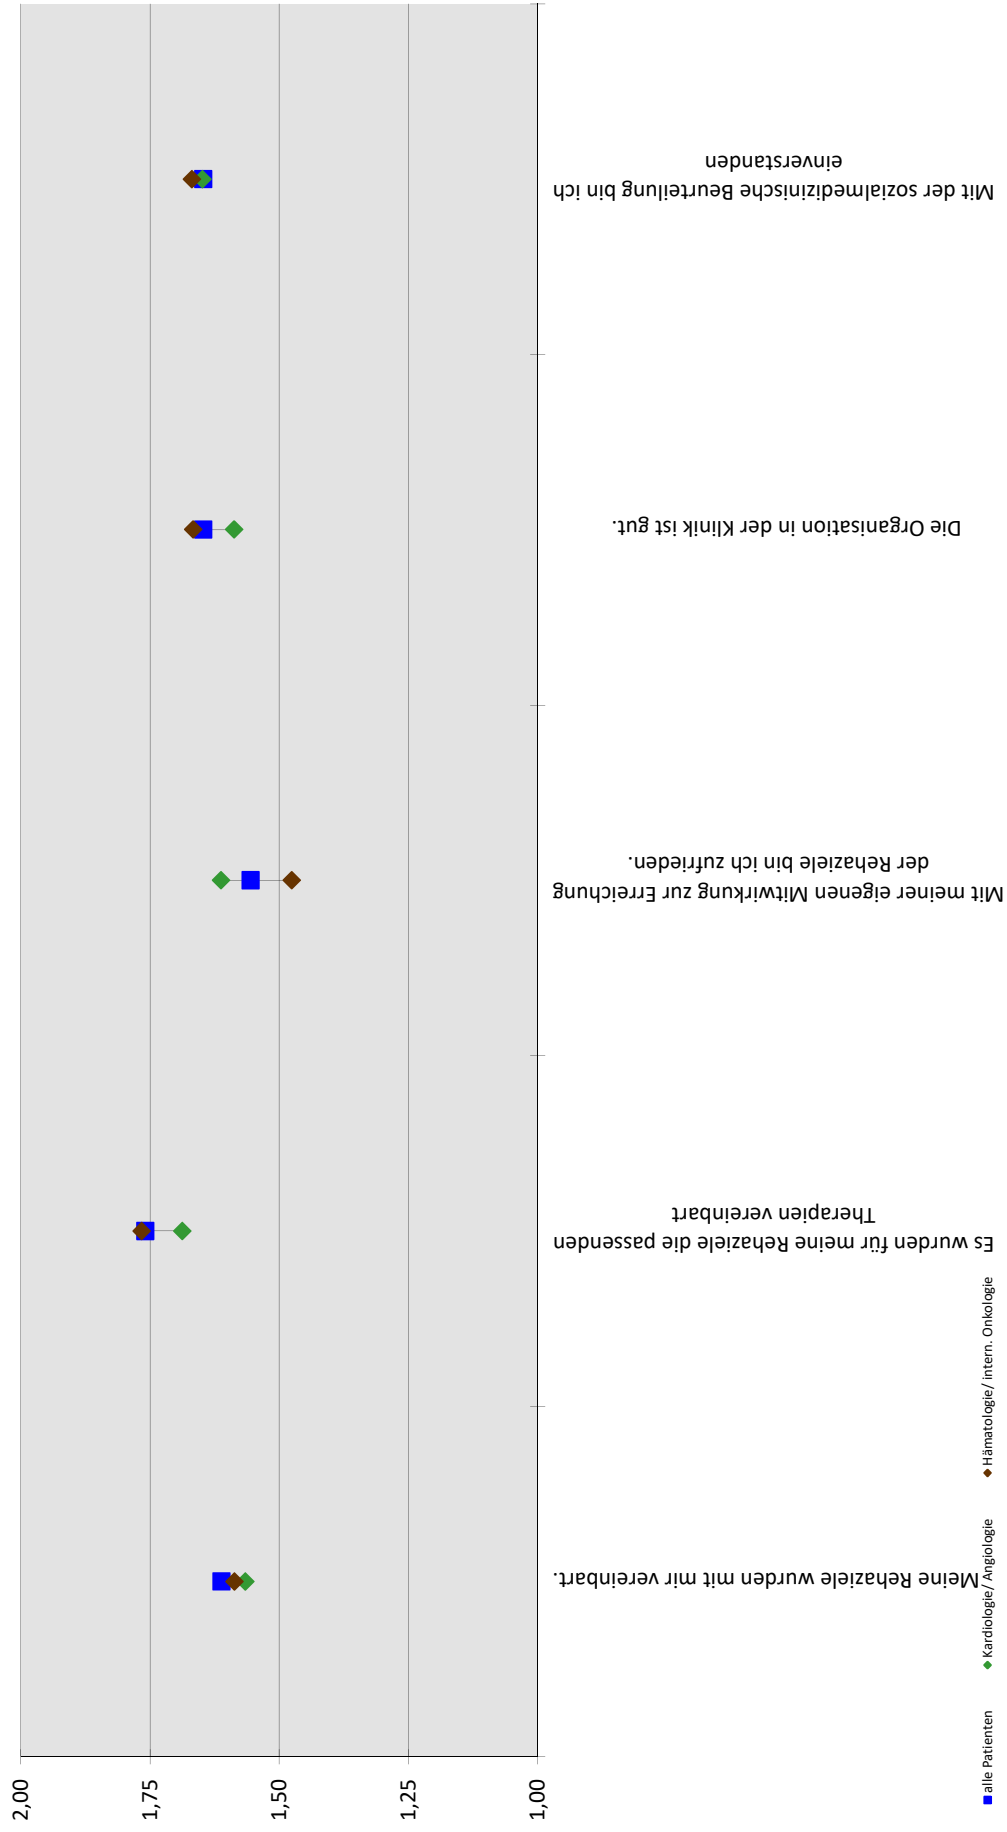 2,00
1,75
1,50
1,25
1,00
Meine Rehaziele wurden mit mir vereinbart.
Es wurden für meine Rehaziele die passenden
Therapien vereinbart
Mit meiner eigenen Mitwirkung zur Erreichung
der Rehaziele bin ich zufrieden.
Die Organisation in der Klinik ist gut.
Mit der sozialmedizinische Beurteilung bin ich
einverstanden
alle Patienten
Kardiologie/ Angiologie
Hämatologie/ intern. Onkologie